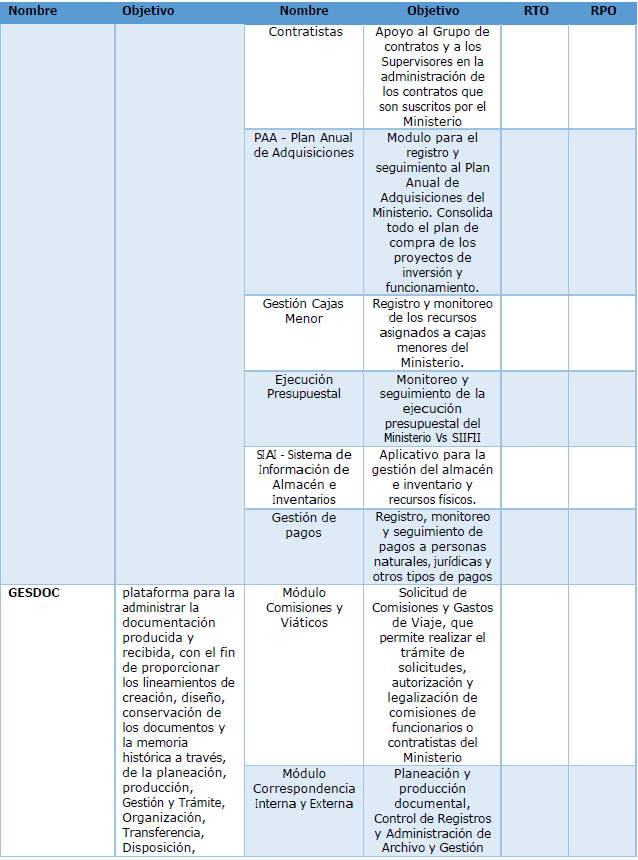 Nombre Objetivo Nombre Objetivo RTO RPO
Contratistas
Apoyo al Grupo de
contratos y a los
Supervisores en la
administración de
los contratos que
son suscritos por el
Ministerio
PAA - Plan Anual
de Adquisiciones
Modulo para el
registro y
seguimiento al Plan
Anual de
Adquisiciones del
Ministerio. Consolida
todo el plan de
compra de los
proyectos de
inversión y
funcionamiento.
Gestión Cajas
Menor
Registro y monitoreo
de los recursos
asignados a cajas
menores del
Ministerio.
Ejecución
Presupuestal
Monitoreo y
seguimiento de la
ejecución
presupuestal del
Ministerio Vs SIIFII
SIAI - Sistema de
Información de
Almacén e
Inventarios
Aplicativo para la
gestión del almacén
e inventario y
recursos físicos.
Gestión de
pagos
Registro, monitoreo
y seguimiento de
pagos a personas
naturales, jurídicas y
otros tipos de pagos
GESDOC
plataforma para la
administrar la
documentación
producida y
recibida, con el fin
de proporcionar
los lineamientos de
creación, diseño,
conservación de
los documentos y
la memoria
histórica a través,
de la planeación,
producción,
Gestión y Trámite,
Organización,
Transferencia,
Disposición,
Módulo
Comisiones y
Viáticos
Solicitud de
Comisiones y Gastos
de Viaje, que
permite realizar el
trámite de
solicitudes,
autorización y
legalización de
comisiones de
funcionarios o
contratistas del
Ministerio
Módulo
Correspondencia
Interna y Externa
Planeación y
producción
documental,
Control de Registros
y Administración de
Archivo y Gestión